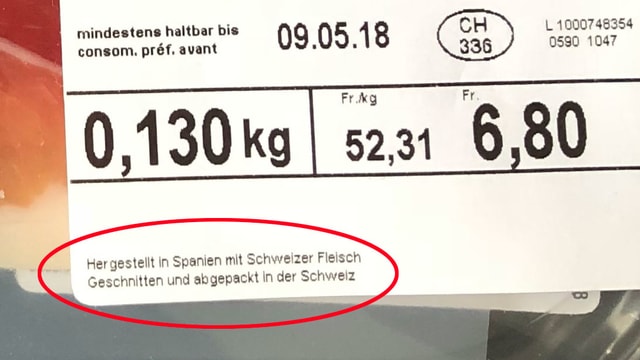 mindestens haltbar bis
consom. préf. avant
09.05.18
CH
336
L 1000748354
0590 1047
0,130 kg
Fr./kg
52,31
Fr.
6,80
Hergestellt in Spanien mit Schweizer Fleisch
Geschnitten und abgepackt in der Schweiz